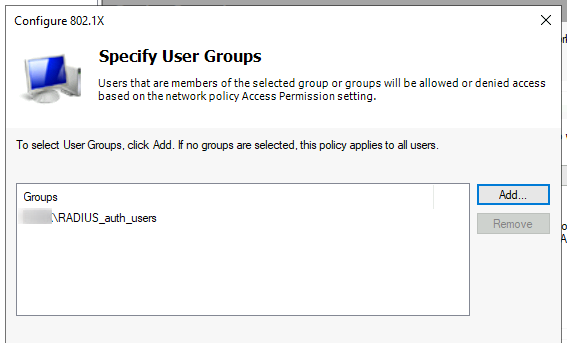 Configure 802.1X
Specify User Groups
Users that are members of the selected group or groups will be allowed or denied access
based on the network policy Access Permission setting.
To select User Groups, click Add. If no groups are selected, this policy applies to all users.
Groups
Add...
\RADIUS_auth_users
Remove